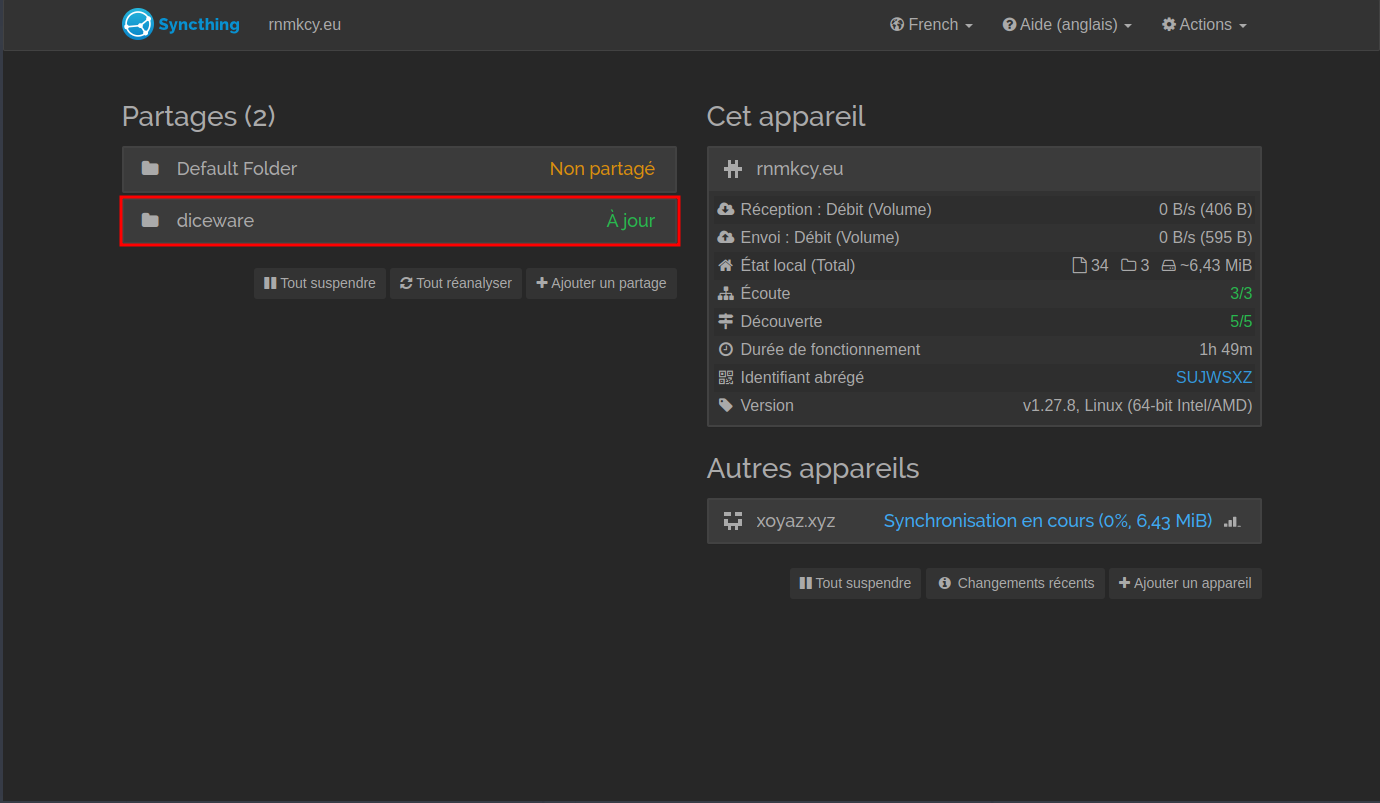 Syncthing rnmkcy.eu French Aide (anglais) Actions
Partages (2)
Default Folder Non partagé
diceware À jour
Tout suspendre Tout réanalyser Ajouter un partage
Cet appareil
rnmkcy.eu
Réception : Débit (Volume) 0 B/s (406 B)
Envoi : Débit (Volume) 0 B/s (595 B)
État local (Total) 34 3 ~6,43 MiB
Écoute 3/3
Découverte 5/5
Durée de fonctionnement 1h 49m
Identifiant abrégé SUJWSXZ
Version v1.27.8, Linux (64-bit Intel/AMD)
Autres appareils
xoyaz.xyz Synchronisation en cours (0%, 6,43 MiB)
Tout suspendre Changements récents Ajouter un appareil